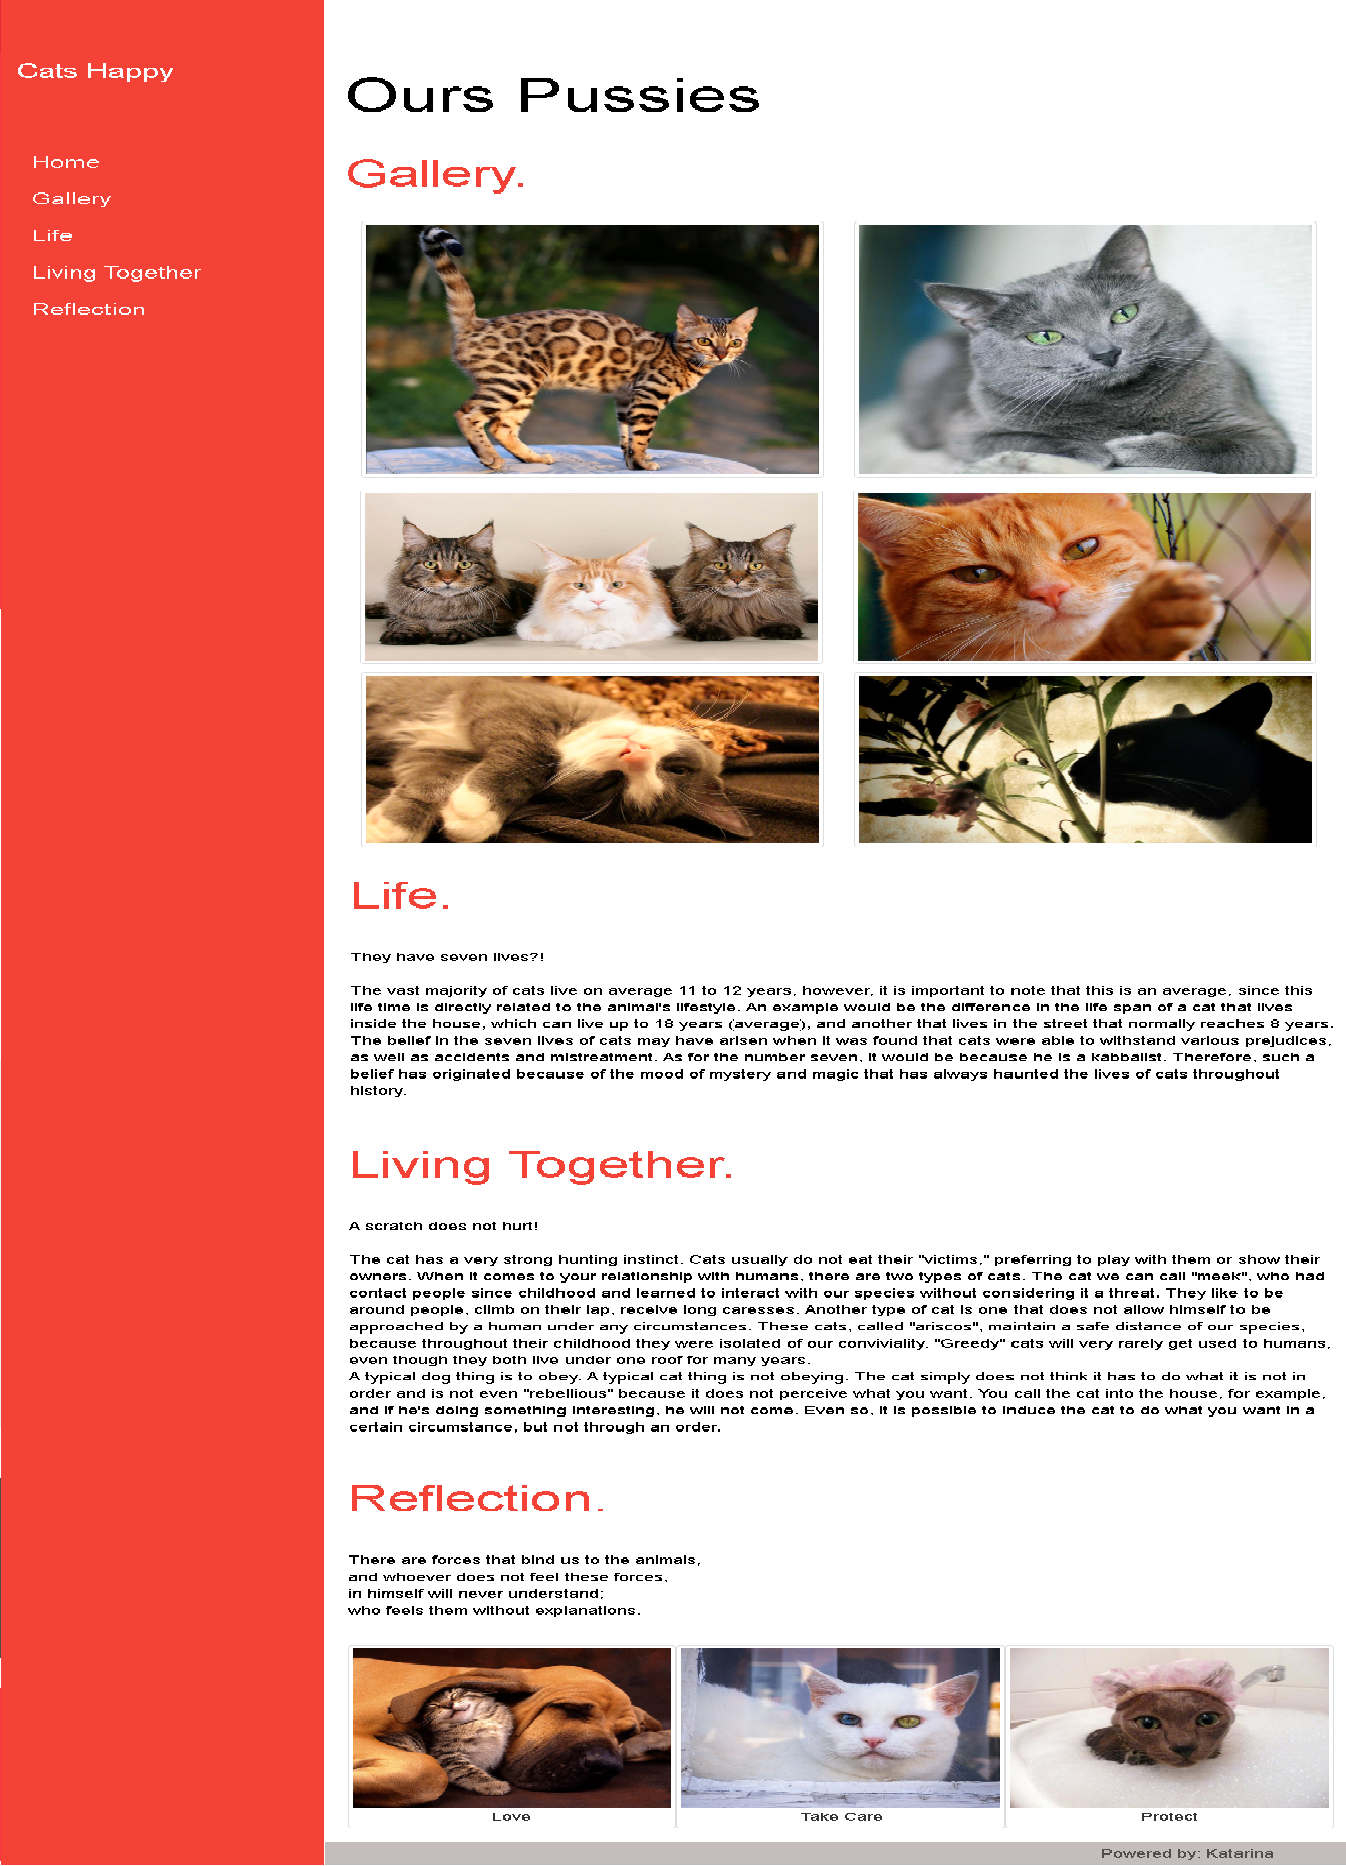 Cats Happy
Home
Gallery
Life
Living Together
Reflection
Ours Pussies
Gallery.
Life.
They have seven lives?!
The vast majority of cats live on average 11 to 12 years, however, it is important to note that this is an average, since this
life time is directly related to the animal's lifestyle. An example would be the difference in the life span of a cat that lives
inside the house, which can live up to 18 years (average), and another that lives in the street that normally reaches 8 years.
The belief in the seven lives of cats may have arisen when it was found that cats were able to withstand various prejudices,
as well as accidents and mistreatment. As for the number seven, it would be because he is a kabbalist. Therefore, such a
belief has originated because of the mood of mystery and magic that has always haunted the lives of cats throughout
history.
Living Together.
A scratch does not hurt!
The cat has a very strong hunting instinct. Cats usually do not eat their "victims," preferring to play with them or show their
owners. When it comes to your relationship with humans, there are two types of cats. The cat we can call "meek", who had
contact people since childhood and learned to interact with our species without considering it a threat. They like to be
around people, climb on their lap, receive long caresses. Another type of cat is one that does not allow himself to be
approached by a human under any circumstances. These cats, called "ariscos", maintain a safe distance of our species,
because throughout their childhood they were isolated of our conviviality. "Greedy" cats will very rarely get used to humans,
even though they both live under one roof for many years.
A typical dog thing is to obey. A typical cat thing is not obeying. The cat simply does not think it has to do what it is not in
order and is not even "rebellious" because it does not perceive what you want. You call the cat into the house, for example,
and if he's doing something interesting, he will not come. Even so, it is possible to induce the cat to do what you want in a
certain circumstance, but not through an order.
Reflection.
There are forces that bind us to the animals,
and whoever does not feel these forces,
in himself will never understand;
who feels them without explanations.
Love
Take Care
Protect
Powered by: Katarina